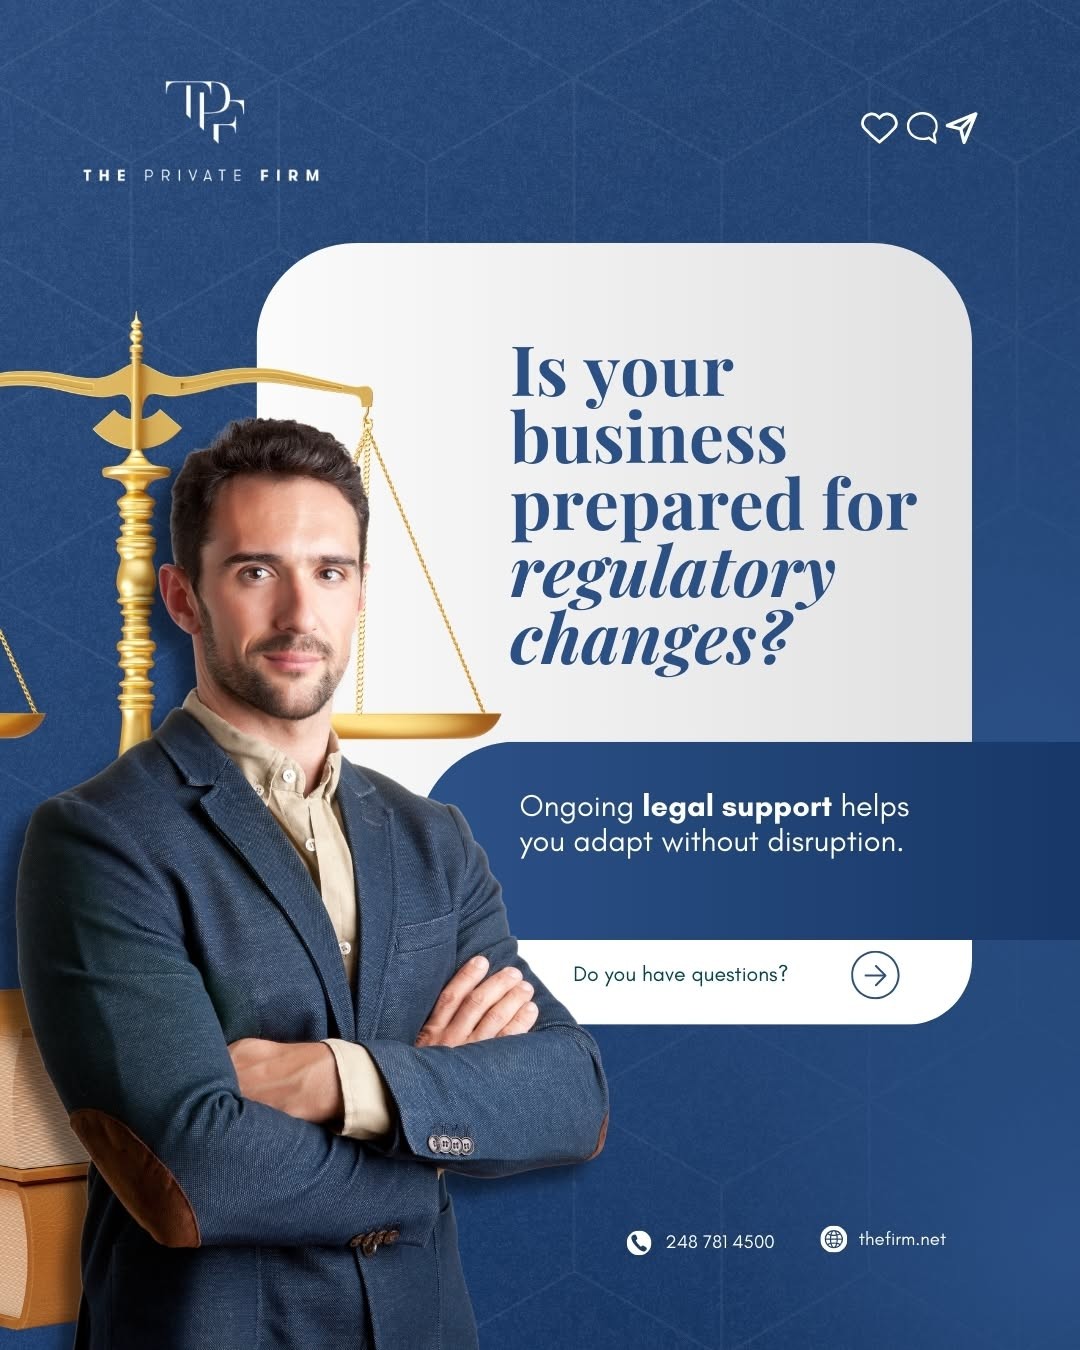 TPF
THE PRIVATE FIRM
Is your
business
prepared for
regulatory
changes?
Ongoing legal support helps
you adapt without disruption.
Do you have questions?
248 781 4500
thefirm.net